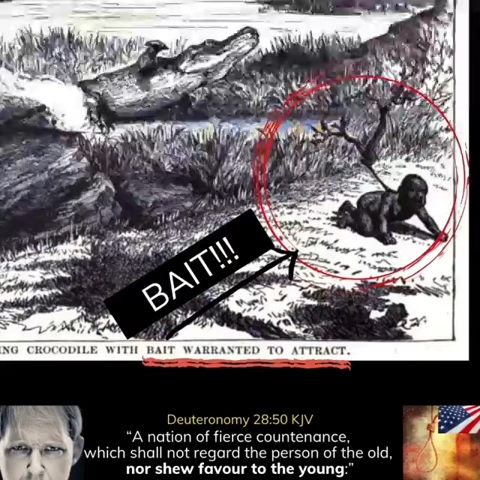 BAIT!!!
NG CROCODILE WITH BAIT WARRANTED TO ATTRACT.
Deuteronomy 28:50 KJV
“A nation of fierce countenance,
which shall not regard the person of the old,
nor shew favour to the young:”